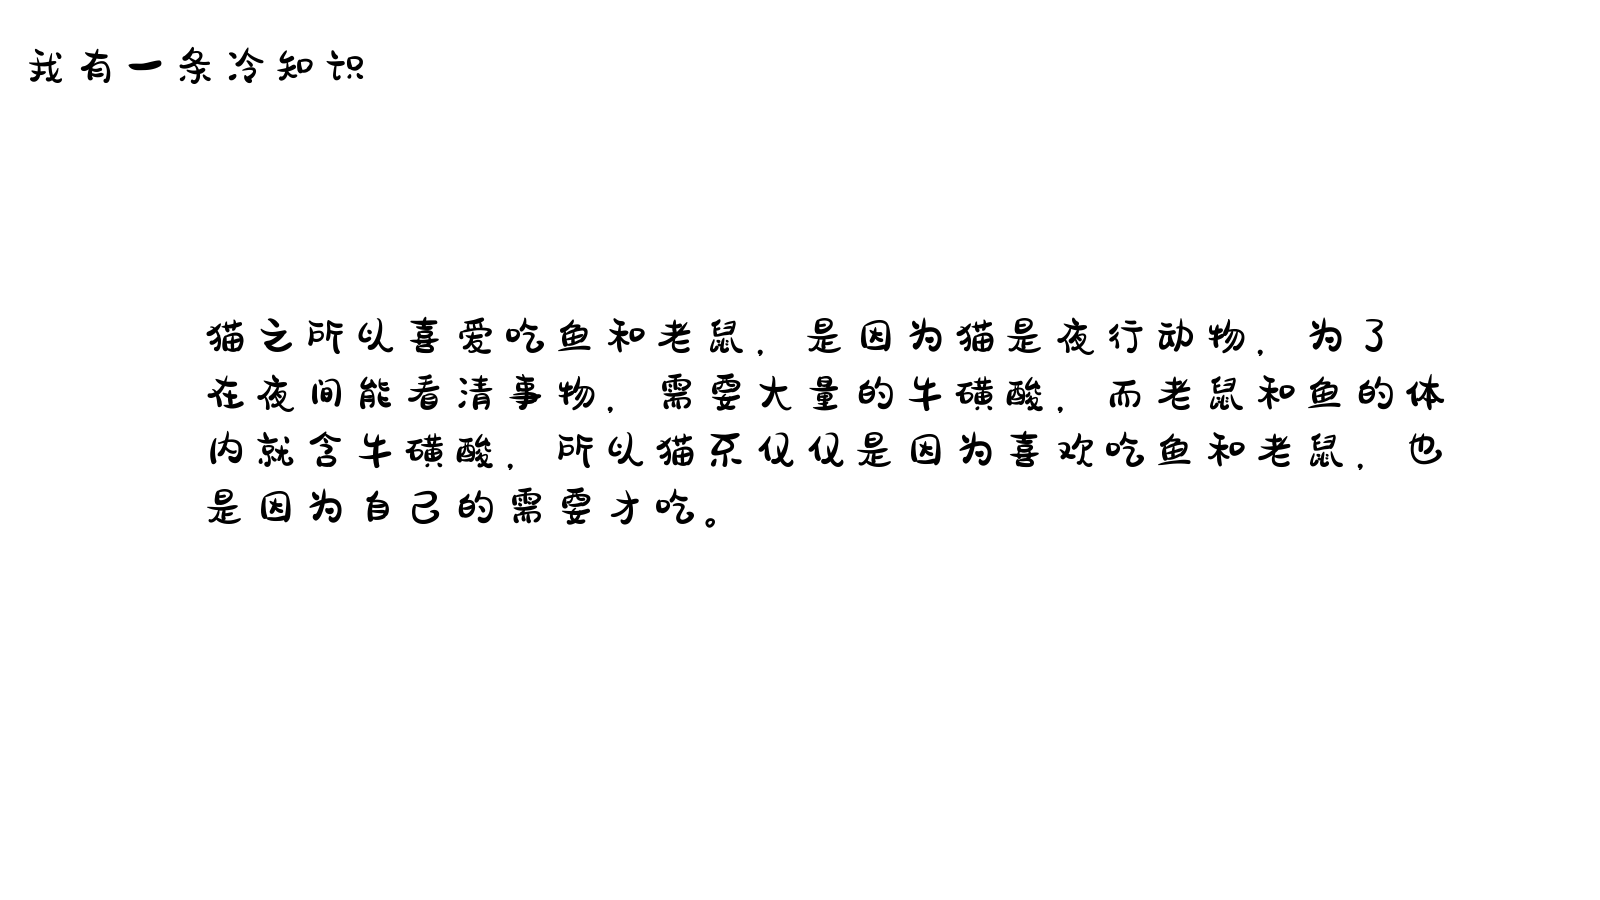 我有一条冷知识
猫之所以喜爱吃鱼和老鼠，是因为猫是夜行动物，为了
在夜间能看清事物，需要大量的牛磺酸，而老鼠和鱼的体
内就含牛磺酸，所以猫不仅仅是因为喜欢吃鱼和老鼠，也
是因为自己的需要才吃。